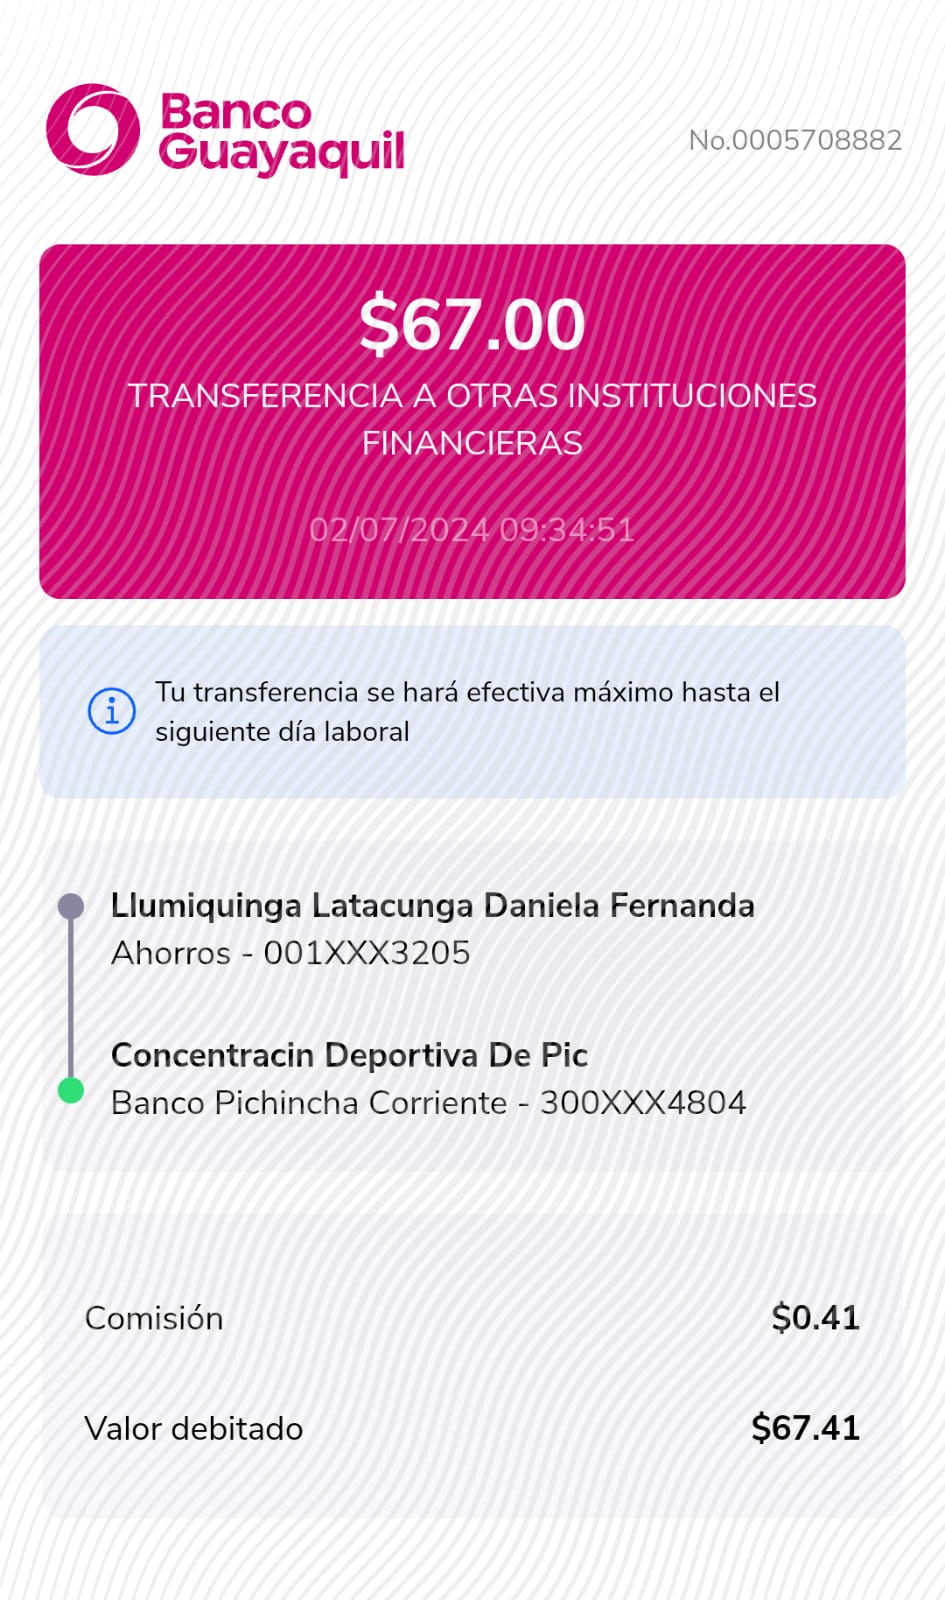 Banco
Guayaquil
No.0005708882
$67.00
TRANSFERENCIA A OTRAS INSTITUCIONES
FINANCIERAS
02/07/2024 09:34:51
Tu transferencia se hará efectiva máximo hasta el
siguiente día laboral
Llumiquinga Latacunga Daniela Fernanda
Ahorros - 001XXX3205
Concentracin Deportiva De Pic
Banco Pichincha Corriente - 300XXX4804
Comisión $0.41
Valor debitado $67.41